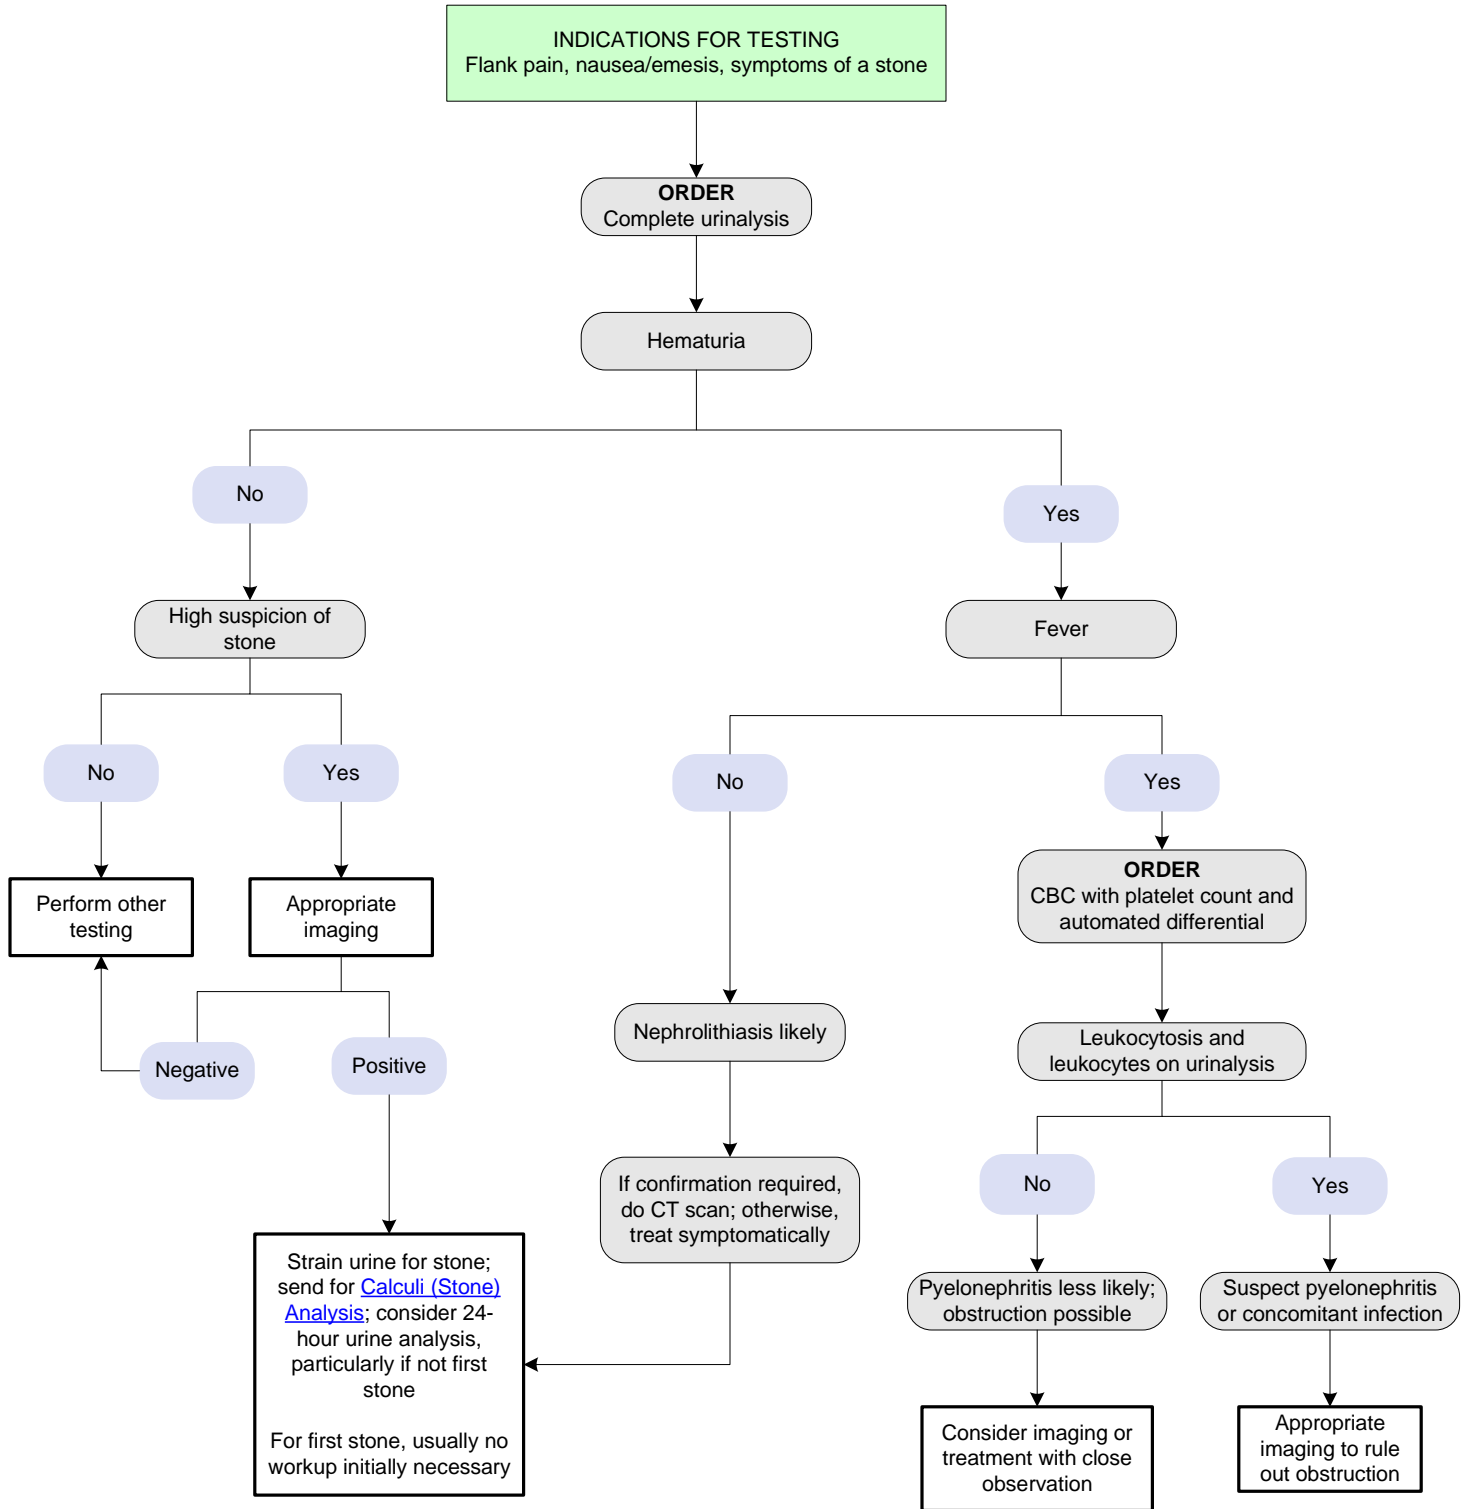 INDICATIONS FOR TESTING
Flank pain, nausea/emesis, symptoms of a stone
ORDER
Complete urinalysis
Hematuria
No
Yes
High suspicion of
stone
Fever
No
Yes
No
Yes
Perform other
testing
Appropriate
imaging
ORDER
CBC with platelet count and
automated differential
Negative
Positive
Nephrolithiasis likely
Leukocytosis and
leukocytes on urinalysis
If confirmation required,
do CT scan; otherwise,
treat symptomatically
No
Yes
Strain urine for stone;
send for Calculi (Stone)
Analysis; consider 24-
hour urine analysis,
particularly if not first
stone
For first stone, usually no
workup initially necessary
Pyelonephritis less likely;
obstruction possible
Suspect pyelonephritis
or concomitant infection
Consider imaging or
treatment with close
observation
Appropriate
imaging to rule
out obstruction